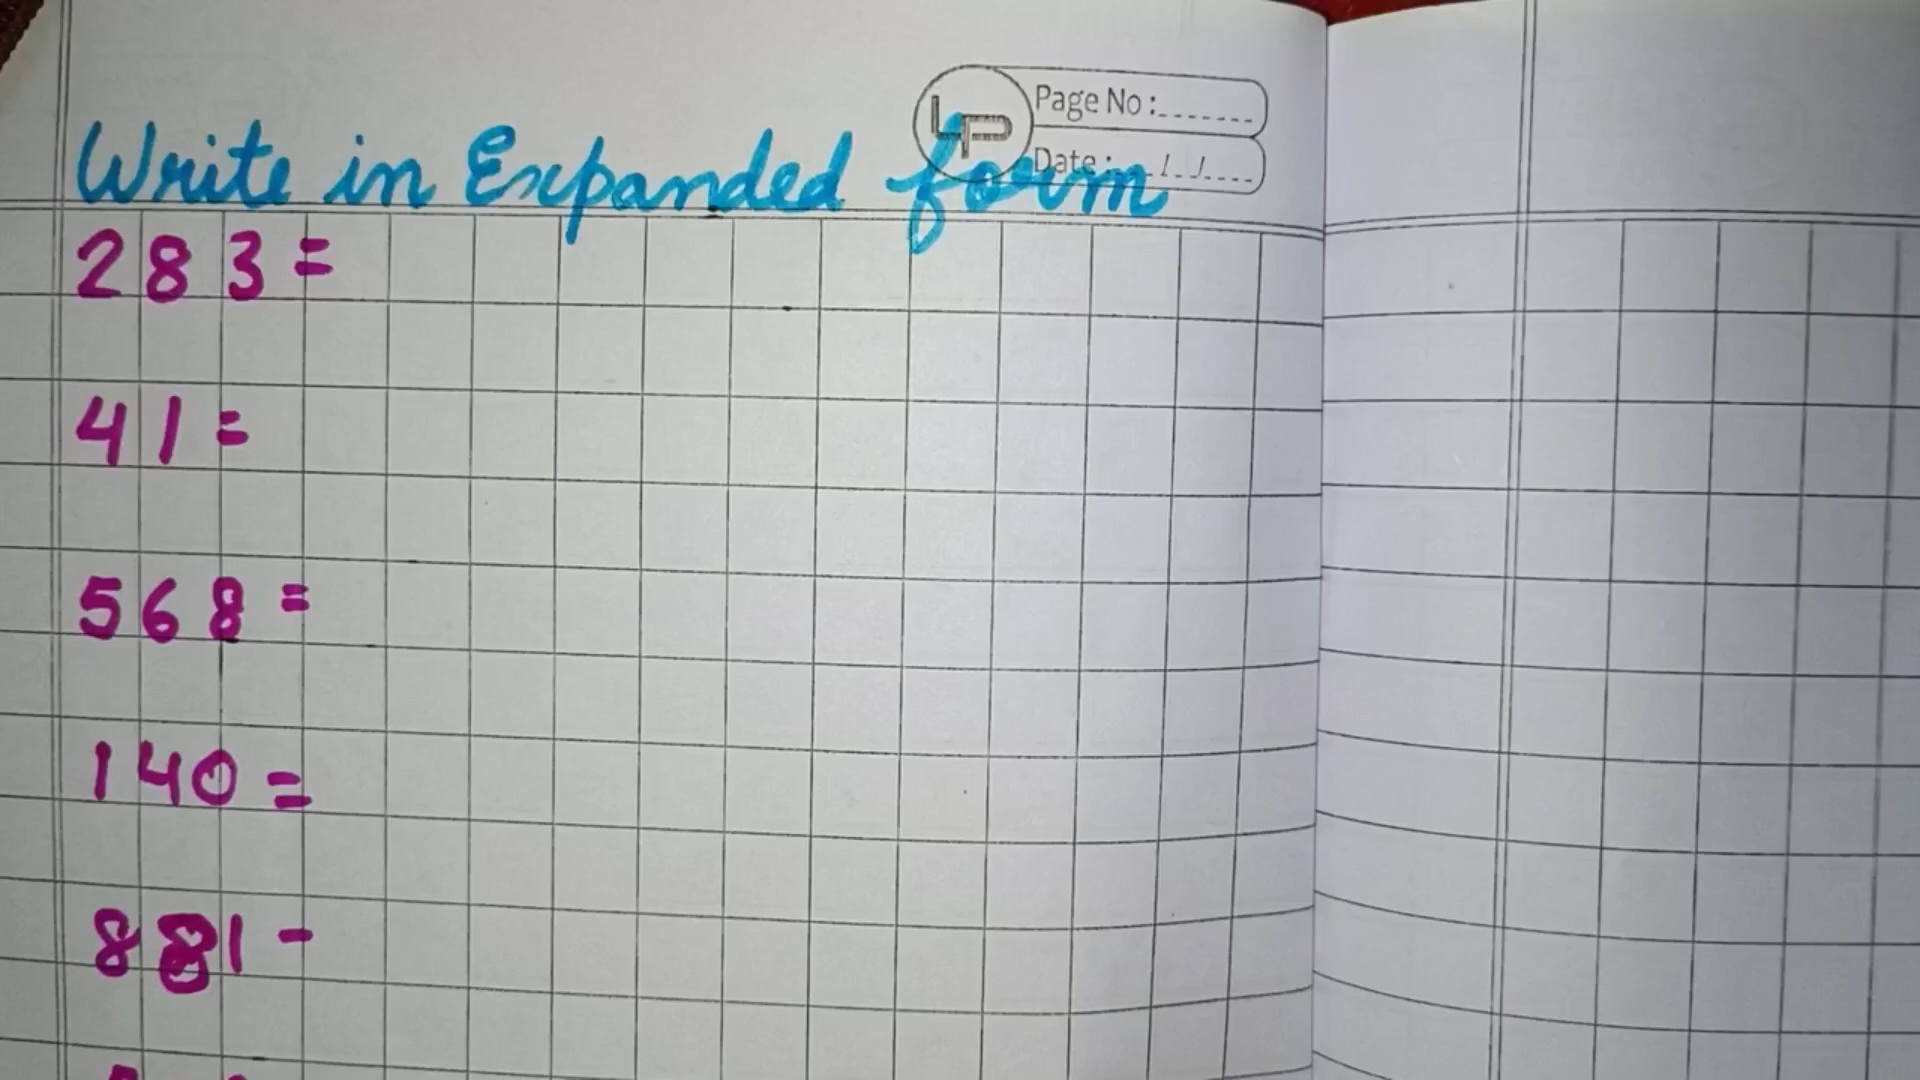 Page No :
Date : / /
Write in Expanded form
283 =
41 =
568 =
140 =
881 -